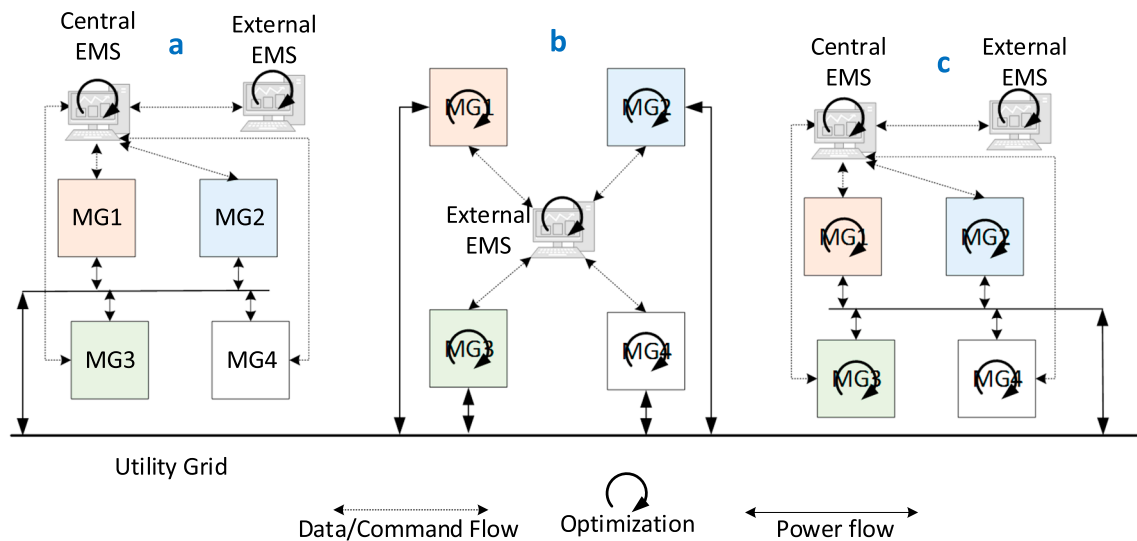 Central
EMS
a
External
EMS
MG1
MG2
MG3
MG4
b
MG1
MG2
External
EMS
MG3
MG4
Central
EMS
c
External
EMS
MG1
MG2
MG3
MG4
Utility Grid
Data/Command Flow
Optimization
Power flow